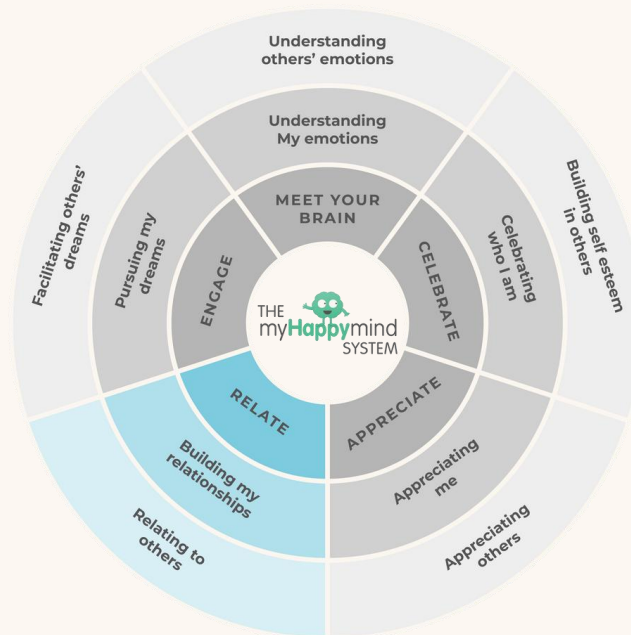 Understanding
others' emotions
Understanding
My emotions
MEET YOUR
BRAIN
Building self esteem
in others
Celebrating
who I am
CELEBRATE
Appreciating
others
Appreciating
me
APPRECIATE
Relating to
others
Building my
relationships
RELATE
Facilitating others'
dreams
Pursuing my
dreams
ENGAGE
THE
myHappymind
SYSTEM